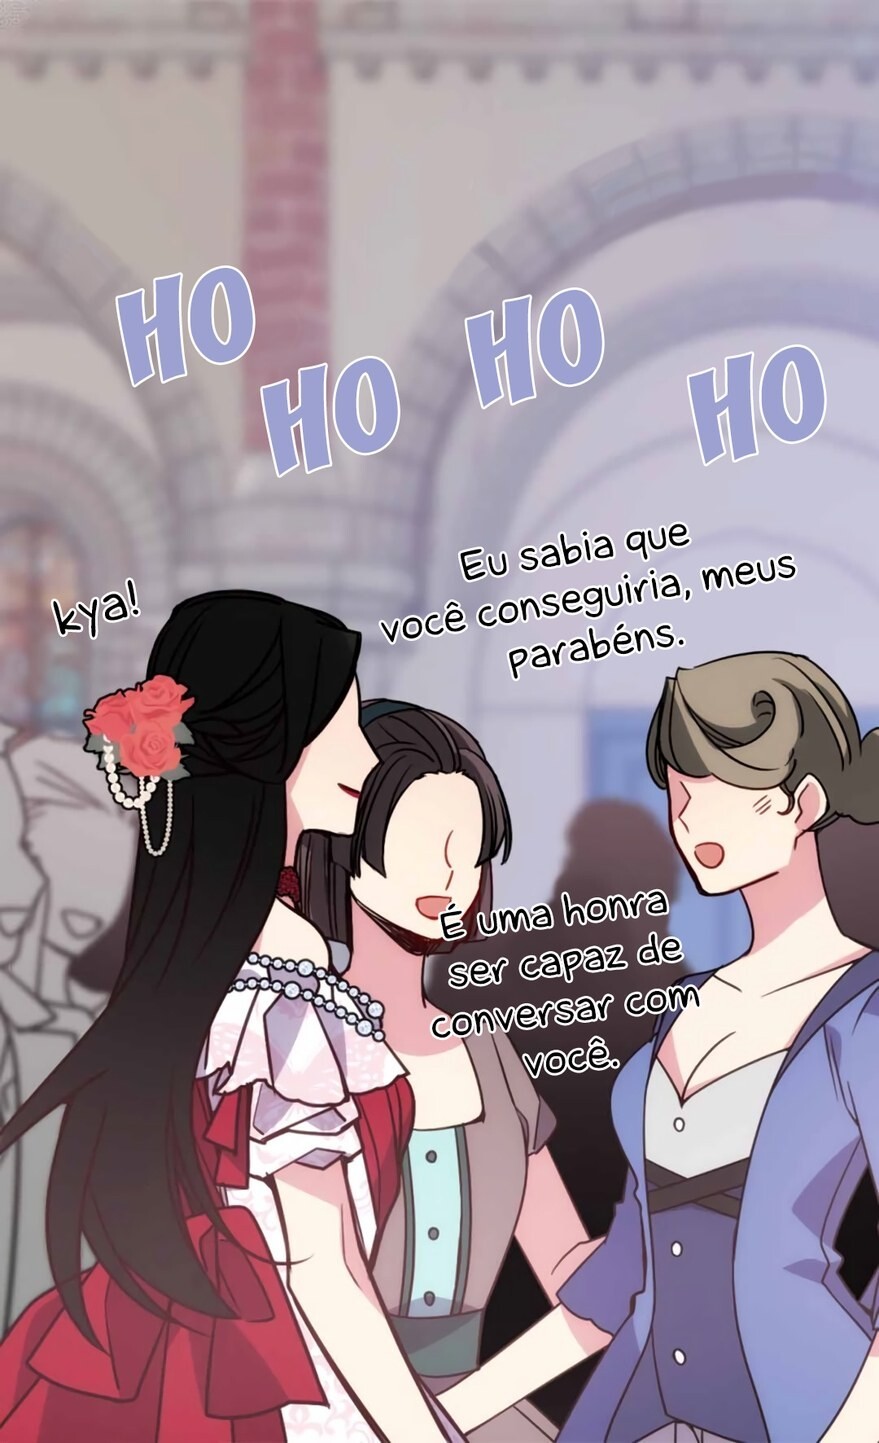 HO
HO
HO
HO
Eu sabia que
você conseguiria, meus
parabéns.
kya!
É uma honra
ser capaz de
conversar com
você.